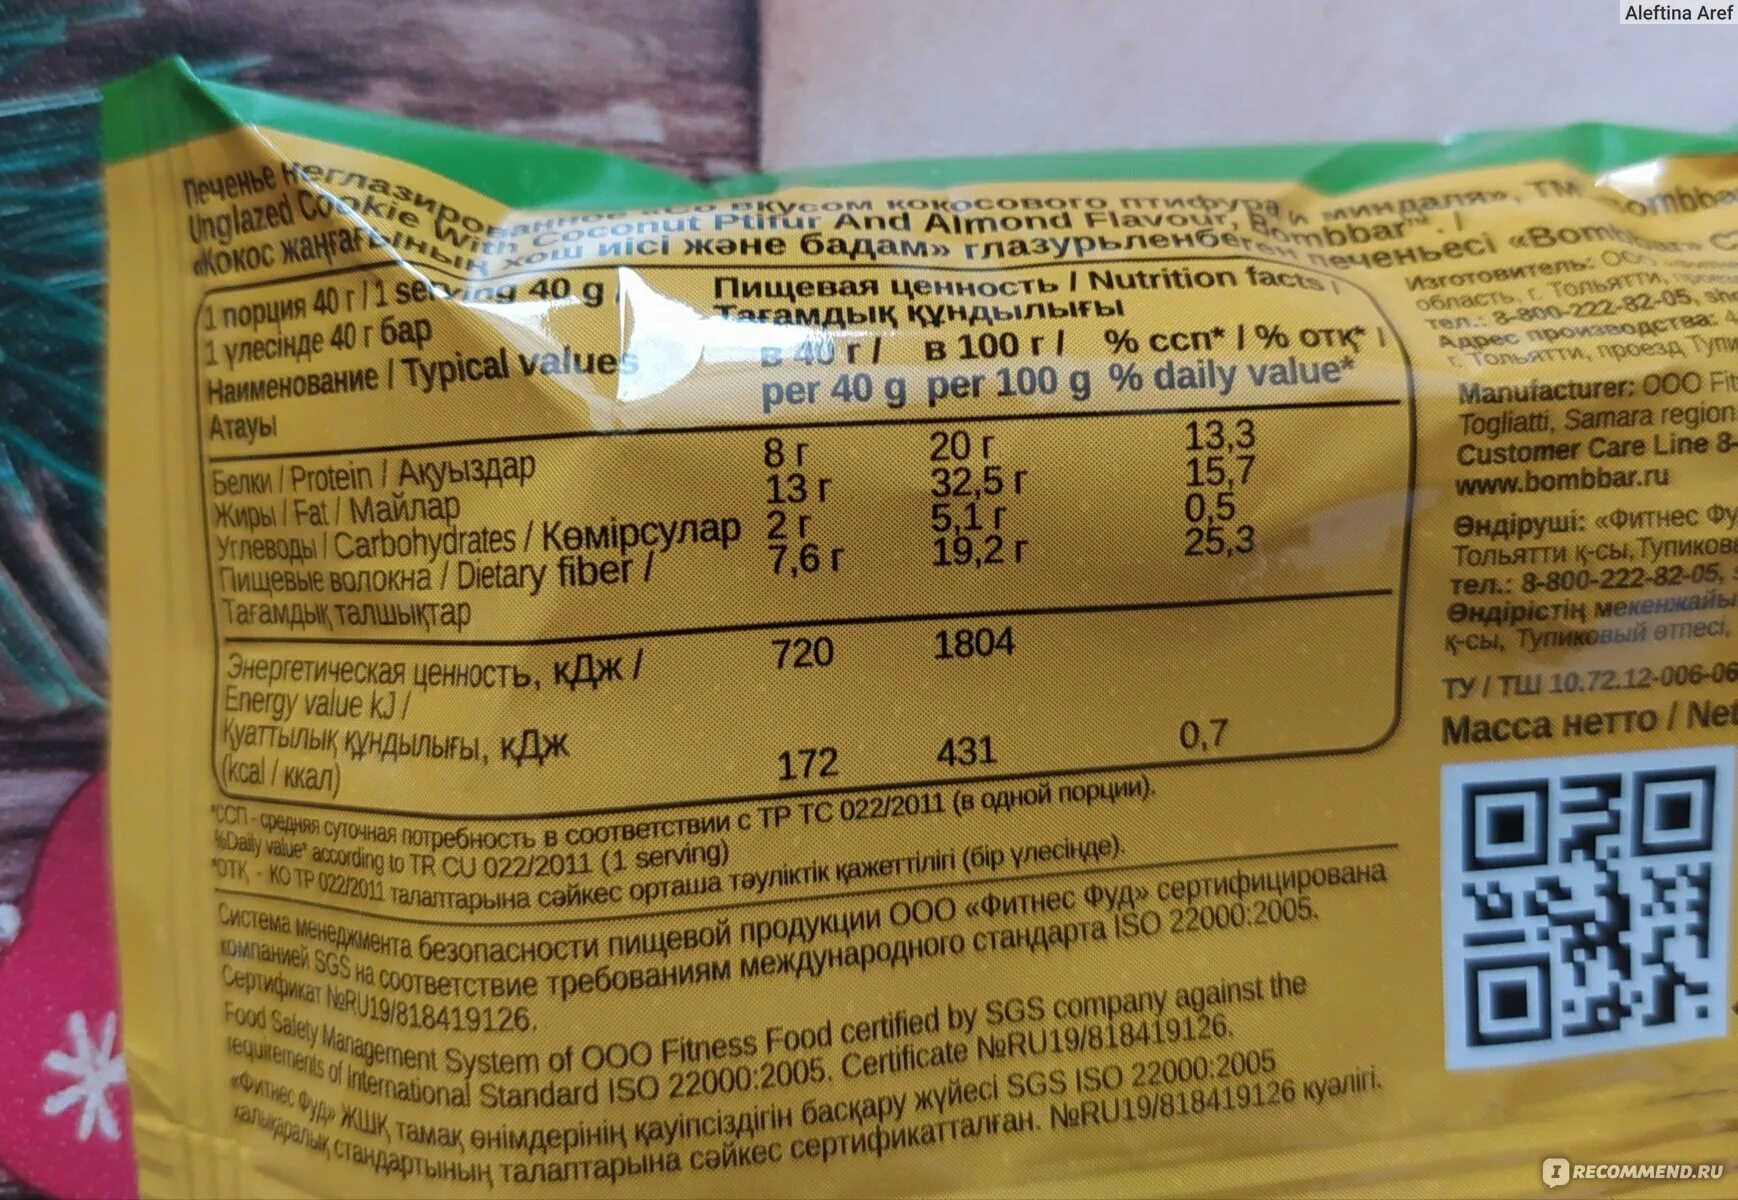 Aleftina Aref
Печенье неглазированное «Со вкусом кокосового птифура и миндаля», ТМ Bombbar
Unglazed Cookie With Coconut Ptifur And Almond Flavour, Bombbar™. /
«Кокос жаңғағының хош иісі және бадам» глазурьленбеген печеньесі «Bombbar»
1 порция 40 г / 1 serving 40 g
1 үлесінде 40 г бар
Наименование / Typical values
Атауы
Пищевая ценность / Nutrition facts /
Тағамдық құндылығы
в 40 г / в 100 г / % ссп* / % отқ* /
per 40 g per 100 g % daily value*
Белки / Protein / Ақуыздар 8 г 20 г 13,3
Жиры / Fat / Майлар 13 г 32,5 г 15,7
Углеводы / Carbohydrates / Көмірсулар 2 г 5,1 г 0,5
Пищевые волокна / Dietary fiber / 7,6 г 19,2 г 25,3
Тағамдық талшықтар
Энергетическая ценность, кДж / 720 1804
Energy value kJ /
Қуаттылық құндылығы, кДж
(kcal / ккал) 172 431 0,7
*ССП - средняя суточная потребность в соответствии с ТР ТС 022/2011 (в одной порции).
%Daily value* according to TR CU 022/2011 (1 serving)
*ОТҚ - КО ТР 022/2011 талаптарына сәйкес орташа тәуліктік қажеттілігі (бір үлесінде).
Система менеджмента безопасности пищевой продукции ООО «Фитнес Фуд» сертифицирована
компанией SGS на соответствие требованиям международного стандарта ISO 22000:2005.
Сертификат №RU19/818419126.
Food Safety Management System of OOO Fitness Food certified by SGS company against the
requirements of International Standard ISO 22000:2005. Certificate №RU19/818419126.
«Фитнес Фуд» ЖШҚ тамақ өнімдерінің қауіпсіздігін басқару жүйесі SGS ISO 22000:2005
халықаралық стандартының талаптарына сәйкес сертификатталған. №RU19/818419126 куәлігі.
Изготовитель: ООО
область, г. Тольятти,
тел.: 8-800-222-82-05,
Адрес производства:
г. Тольятти, проезд
Manufacturer: OOO Fit
Togliatti, Samara region
Customer Care Line 8-
www.bombbar.ru
Өндіруші: «Фитнес Фу
Тольятти қ-сы, Тупиков
тел.: 8-800-222-82-05,
Өндірістің мекенжайы
қ-сы, Тупиковый өтпесі,
ТУ / ТШ 10.72.12-006-06
Масса нетто / Net
IRECOMMEND.RU